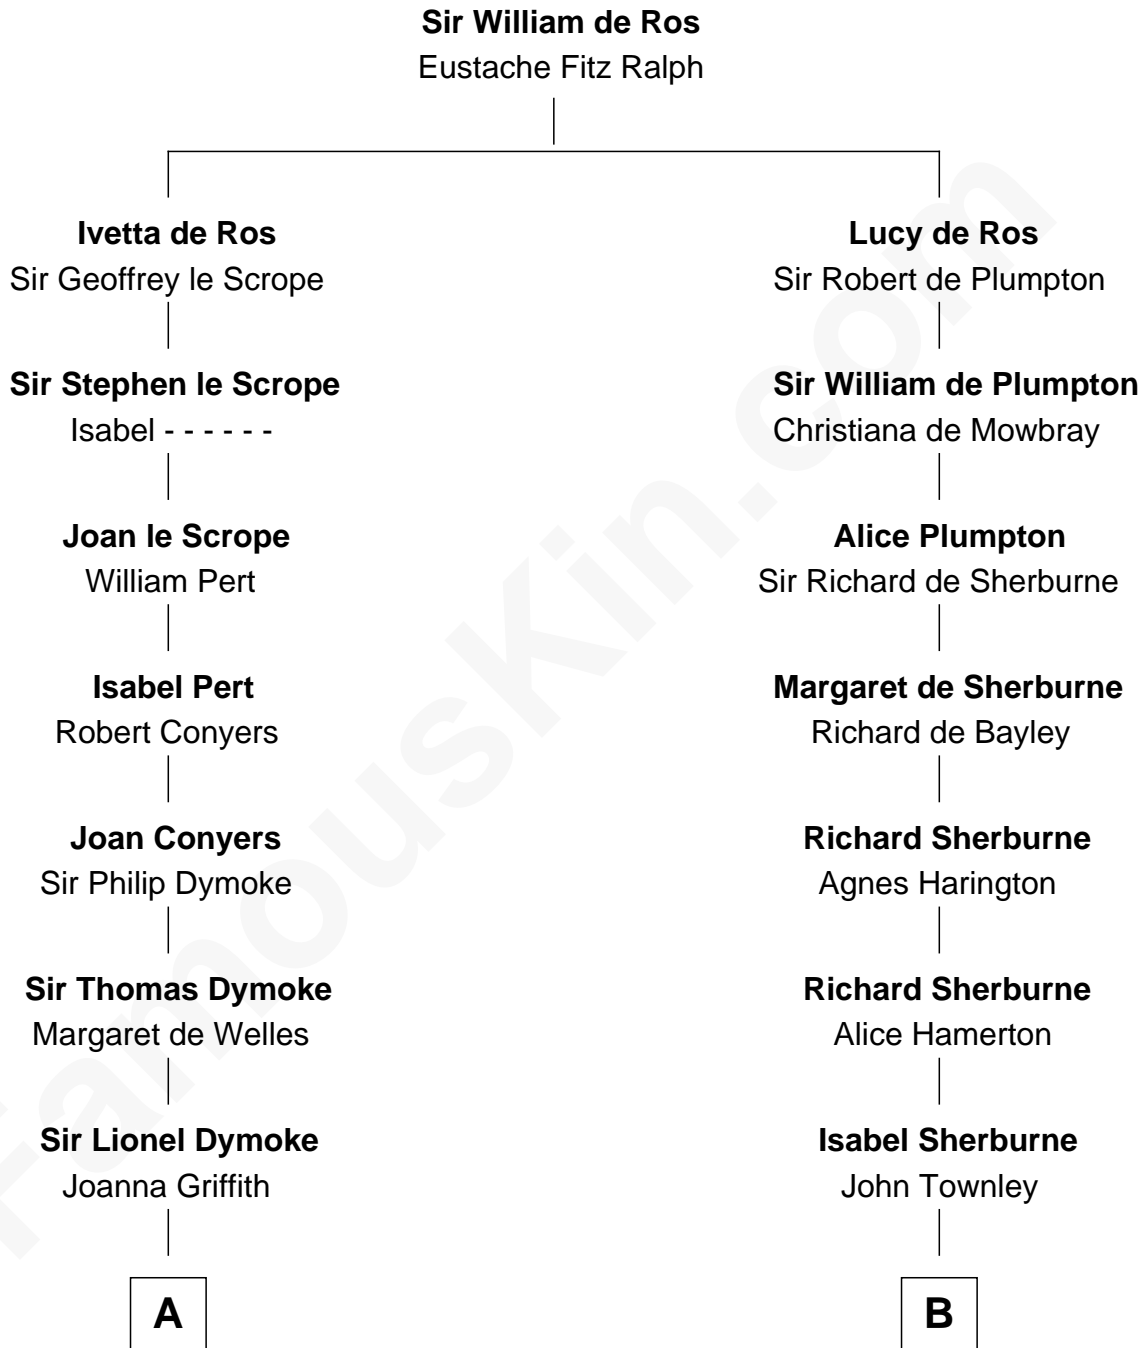 Sir William de Ros
Eustache Fitz Ralph
Ivetta de Ros
Sir Geoffrey le Scrope
Lucy de Ros
Sir Robert de Plumpton
Sir Stephen le Scrope
Isabel - - - - - -
Sir William de Plumpton
Christiana de Mowbray
Joan le Scrope
William Pert
Alice Plumpton
Sir Richard de Sherburne
Isabel Pert
Robert Conyers
Margaret de Sherburne
Richard de Bayley
Joan Conyers
Sir Philip Dymoke
Richard Sherburne
Agnes Harington
Sir Thomas Dymoke
Margaret de Welles
Richard Sherburne
Alice Hamerton
Sir Lionel Dymoke
Joanna Griffith
Isabel Sherburne
John Townley
A
B
FamousKin.com